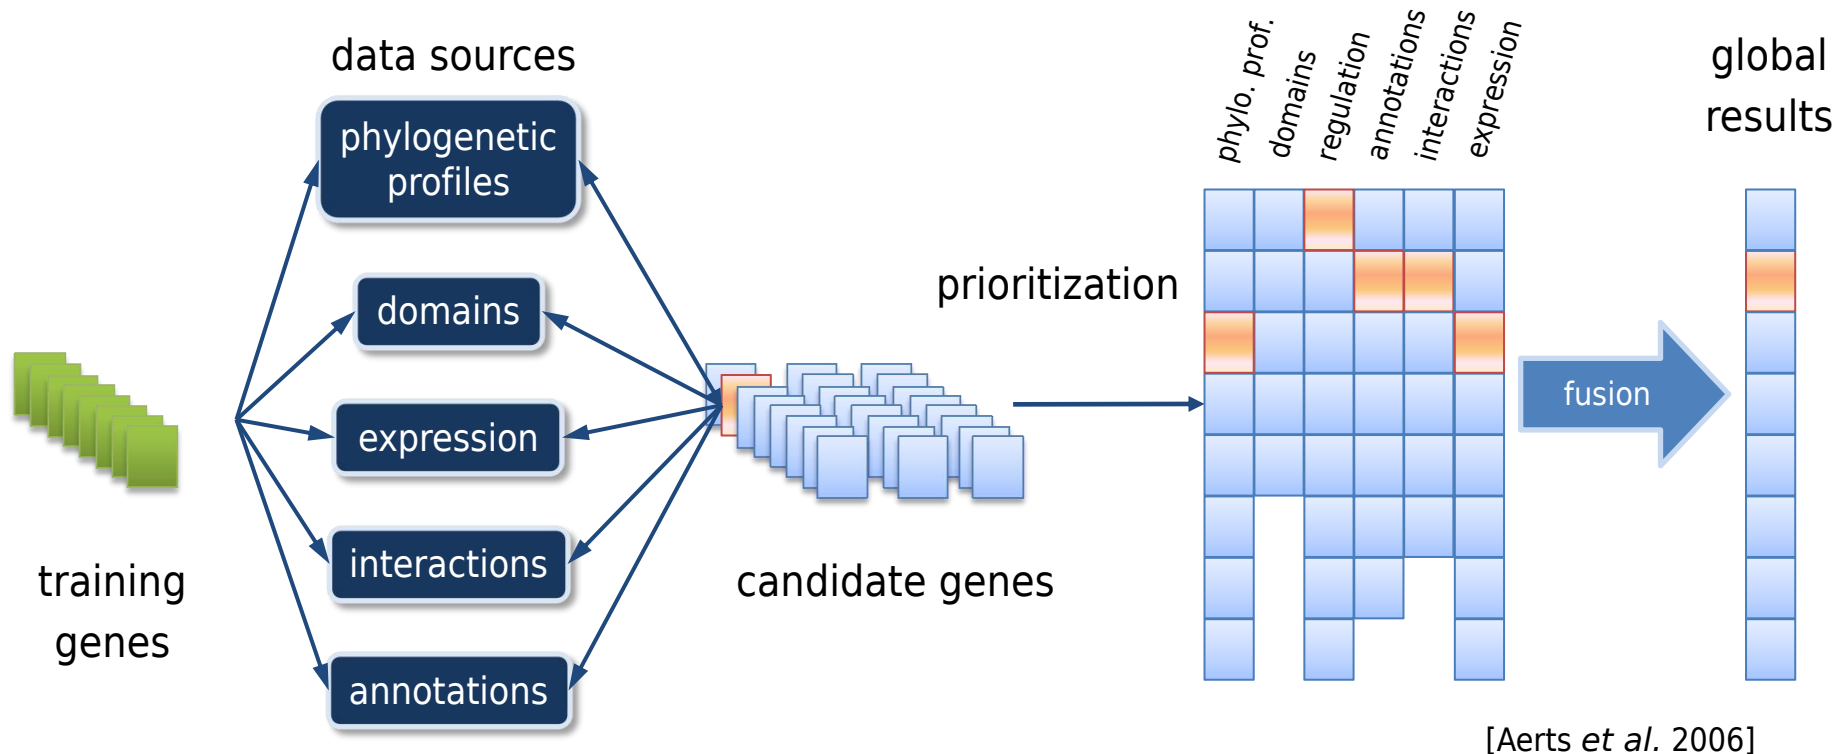 data sources
phylogenetic
profiles
domains
expression
interactions
annotations
training
genes
candidate genes
prioritization
phylo. prof.
domains
regulation
annotations
interactions
expression
fusion
global
results
[Aerts et al. 2006]